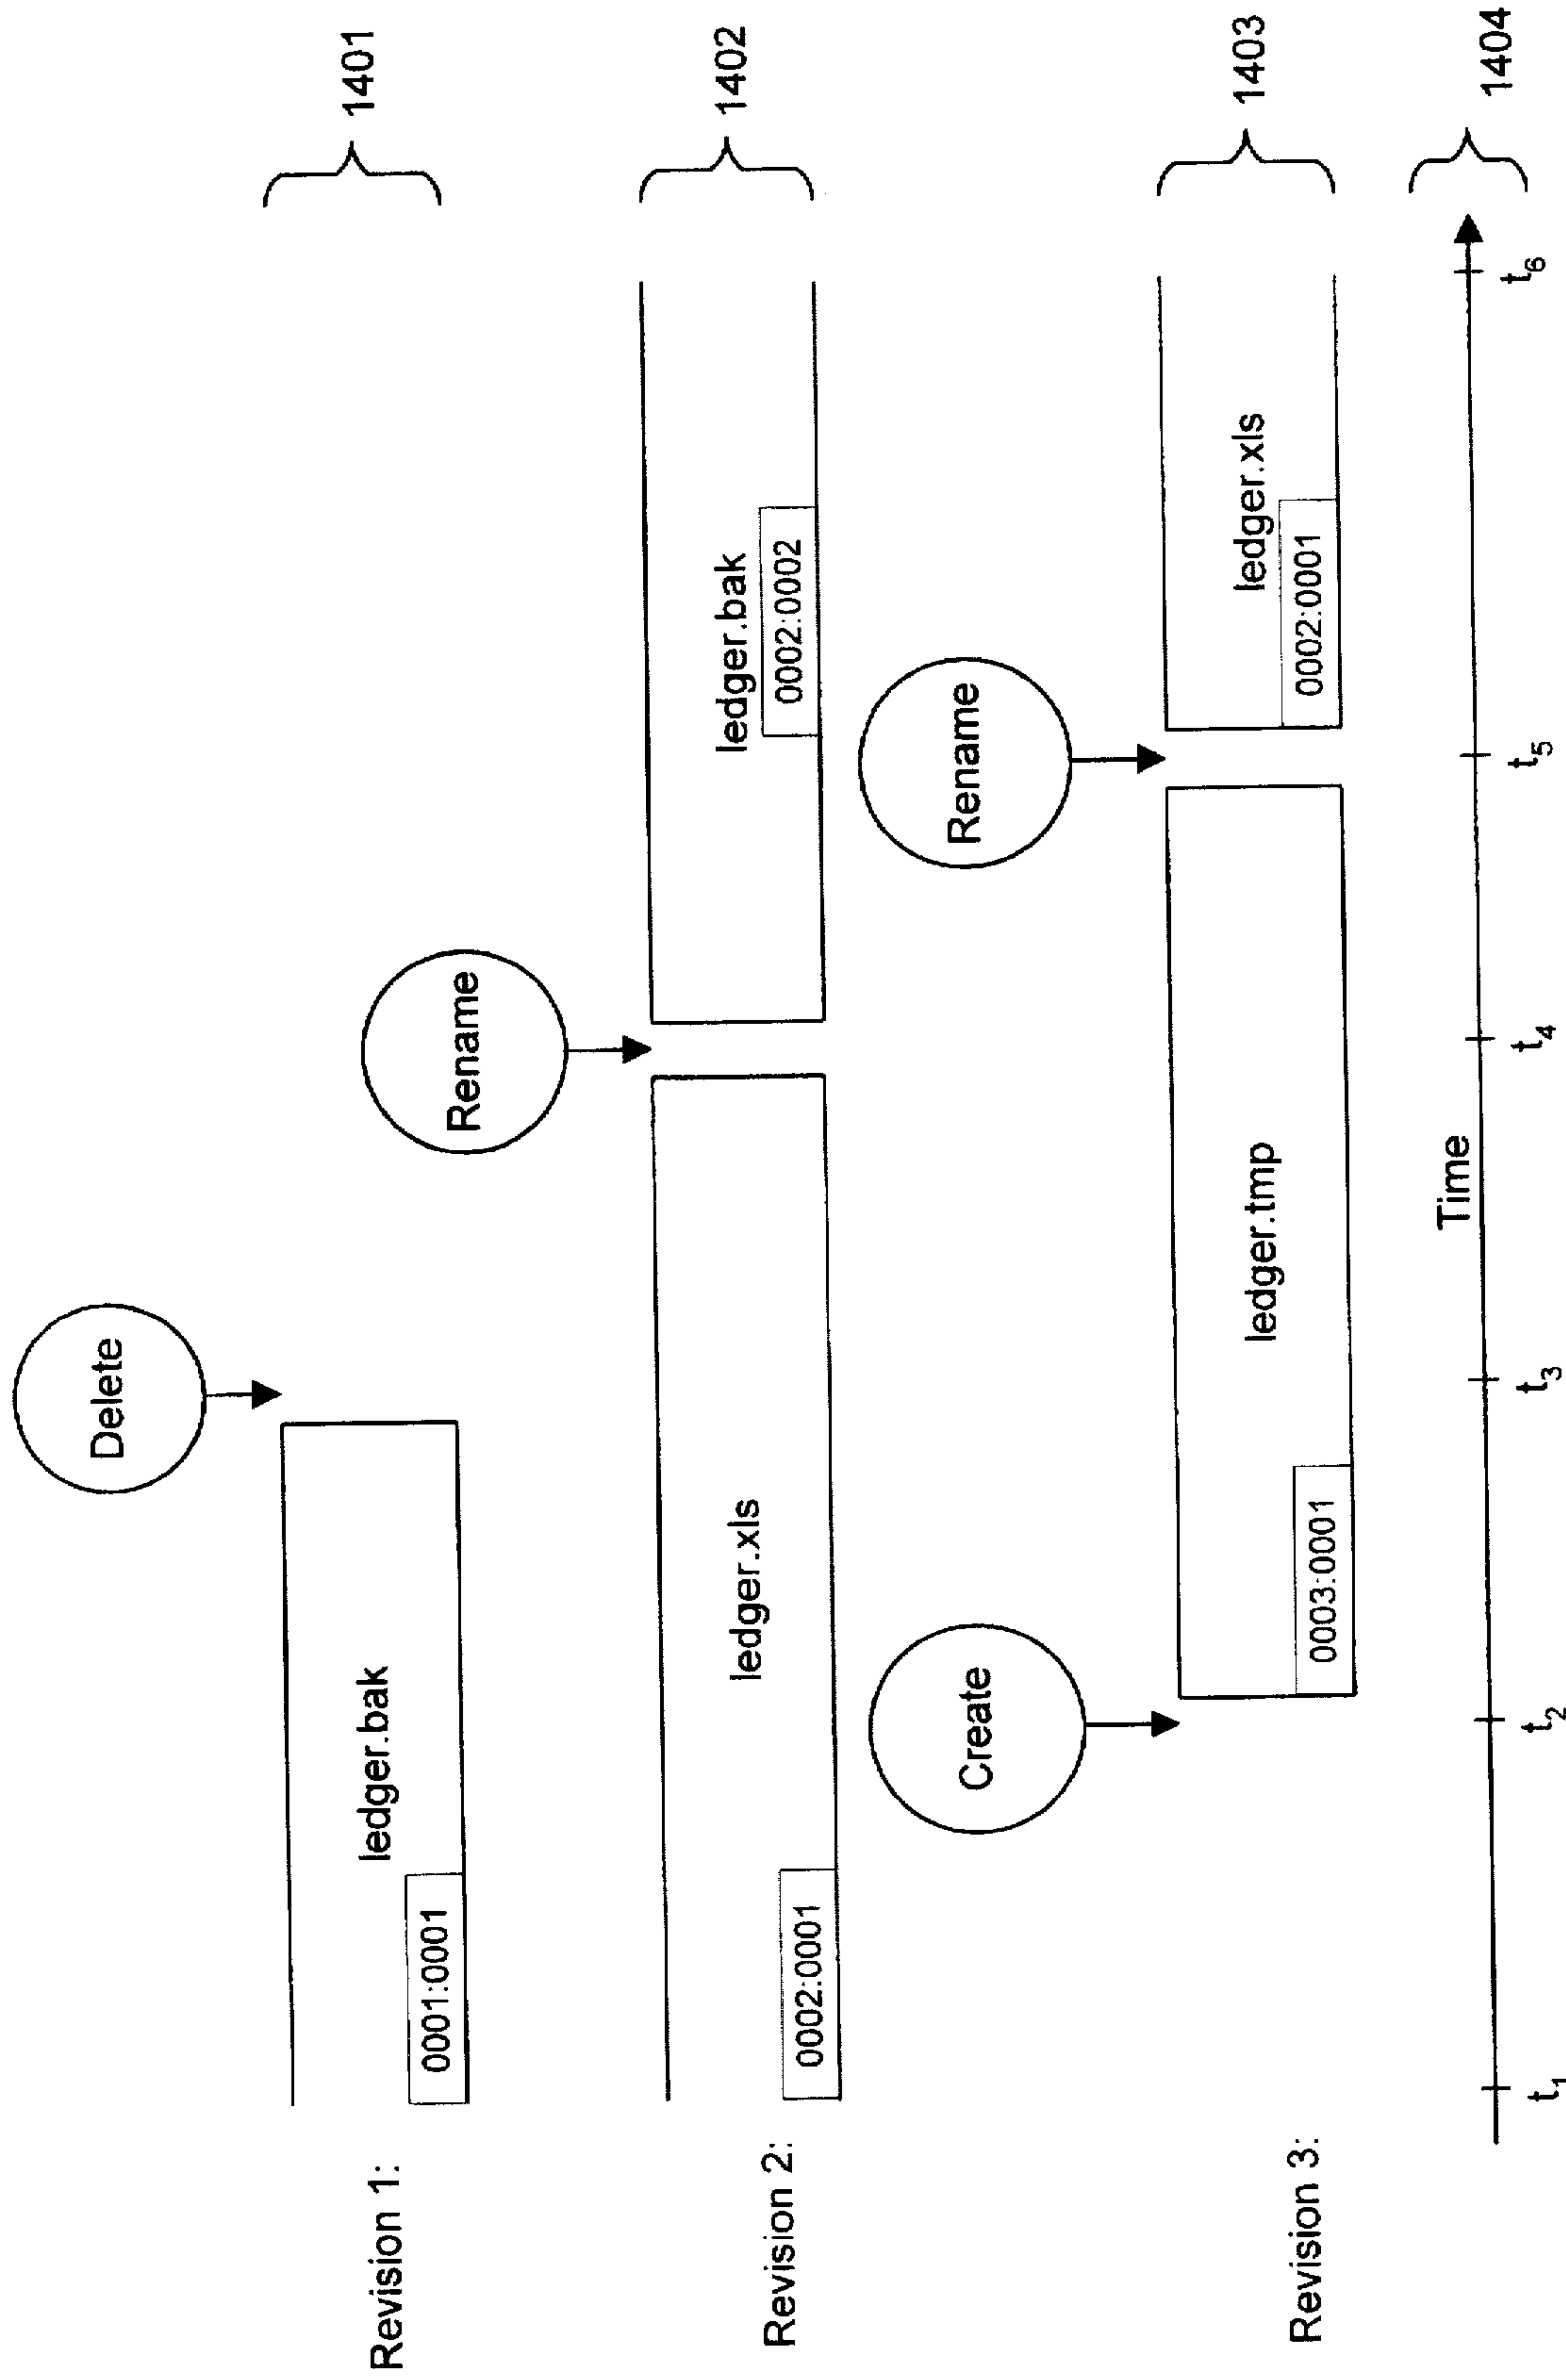 Delete
Revision 1:
0001:0001
ledger.bak
1401
Rename
Revision 2:
0002:0001
ledger.xls
ledger.bak
0002:0002
1402
Create
Rename
Revision 3:
0003:0001
ledger.tmp
0002:0001
ledger.xls
1403
Time
t1
t2
t3
t4
t5
t6
1404